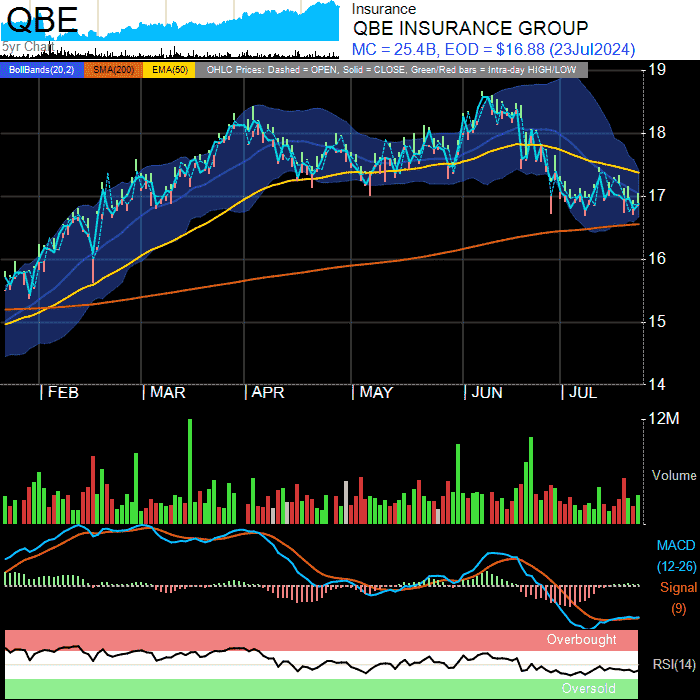 QBE
5yr Chart
Insurance
QBE INSURANCE GROUP
MC = 25.4B, EOD = $16.88 (23Jul2024)
BollBands(20,2) SMA(200) EMA(50) OHLC Prices: Dashed = OPEN, Solid = CLOSE, Green/Red bars = Intra-day HIGH/LOW
19
18
17
16
15
14
FEB MAR APR MAY JUN JUL
12M
Volume
MACD
(12-26)
Signal
(9)
Overbought
RSI(14)
Oversold